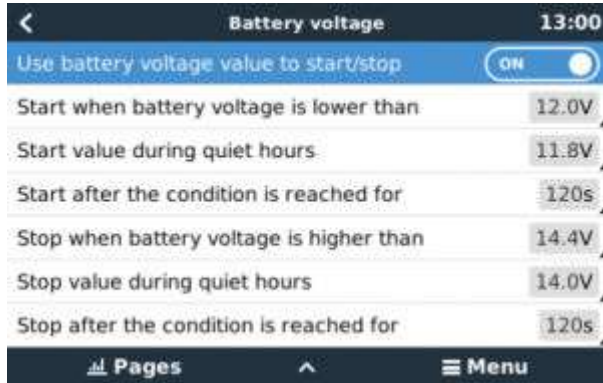 Battery voltage 13:00
Use battery voltage value to start/stop ON
Start when battery voltage is lower than 12.0V
Start value during quiet hours 11.8V
Start after the condition is reached for 120s
Stop when battery voltage is higher than 14.4V
Stop value during quiet hours 14.0V
Stop after the condition is reached for 120s
Pages Menu